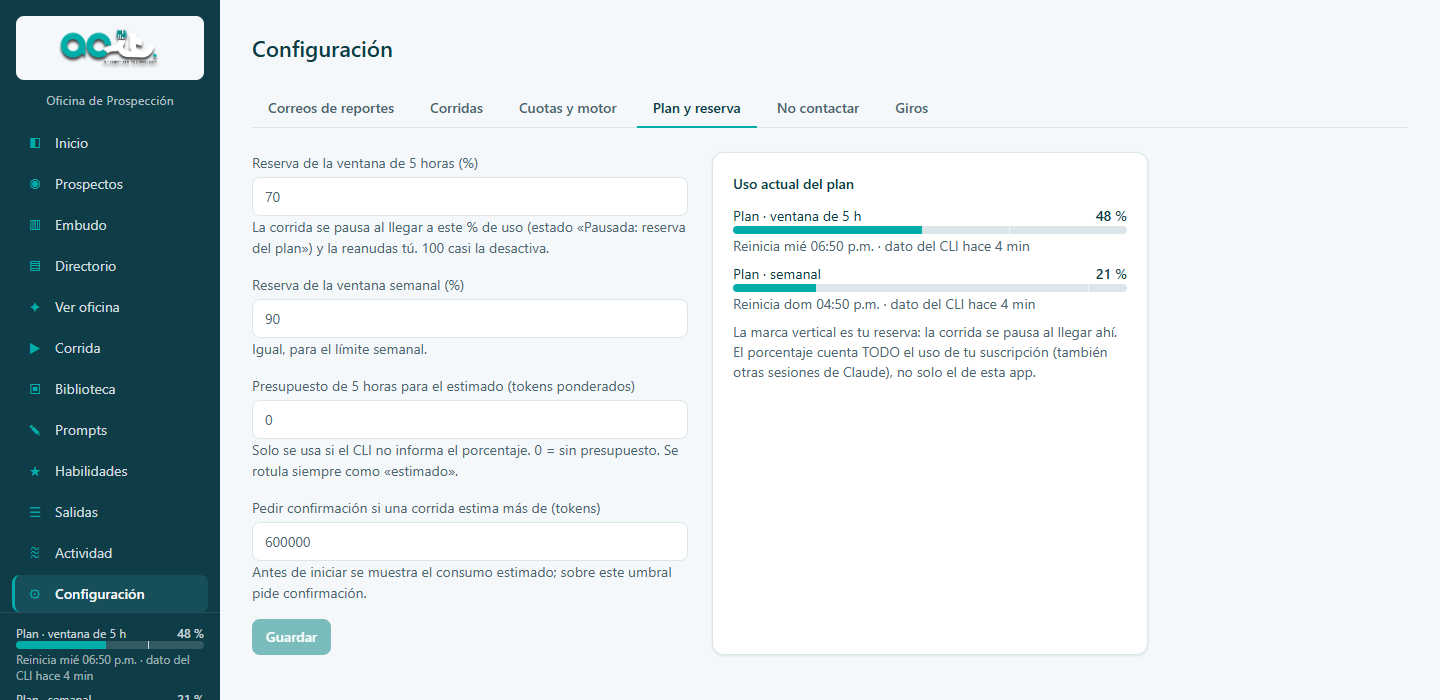 acit
Oficina de Prospección
Inicio
Prospectos
Embudo
Directorio
Ver oficina
Corrida
Biblioteca
Prompts
Habilidades
Salidas
Actividad
Configuración
Plan · ventana de 5 h 48 %
Reinicia mié 06:50 p.m. · dato del
CLI hace 4 min
Plan · semanal 21 %
Configuración
Correos de reportes Corridas Cuotas y motor Plan y reserva No contactar Giros
Reserva de la ventana de 5 horas (%)
70
La corrida se pausa al llegar a este % de uso (estado «Pausada: reserva
del plan») y la reanudas tú. 100 casi la desactiva.
Reserva de la ventana semanal (%)
90
Igual, para el límite semanal.
Presupuesto de 5 horas para el estimado (tokens ponderados)
0
Solo se usa si el CLI no informa el porcentaje. 0 = sin presupuesto. Se
rotula siempre como «estimado».
Pedir confirmación si una corrida estima más de (tokens)
600000
Antes de iniciar se muestra el consumo estimado; sobre este umbral
pide confirmación.
Guardar
Uso actual del plan
Plan · ventana de 5 h 48 %
Reinicia mié 06:50 p.m. · dato del CLI hace 4 min
Plan · semanal 21 %
Reinicia dom 04:50 p.m. · dato del CLI hace 4 min
La marca vertical es tu reserva: la corrida se pausa al llegar ahí.
El porcentaje cuenta TODO el uso de tu suscripción (también
otras sesiones de Claude), no solo el de esta app.